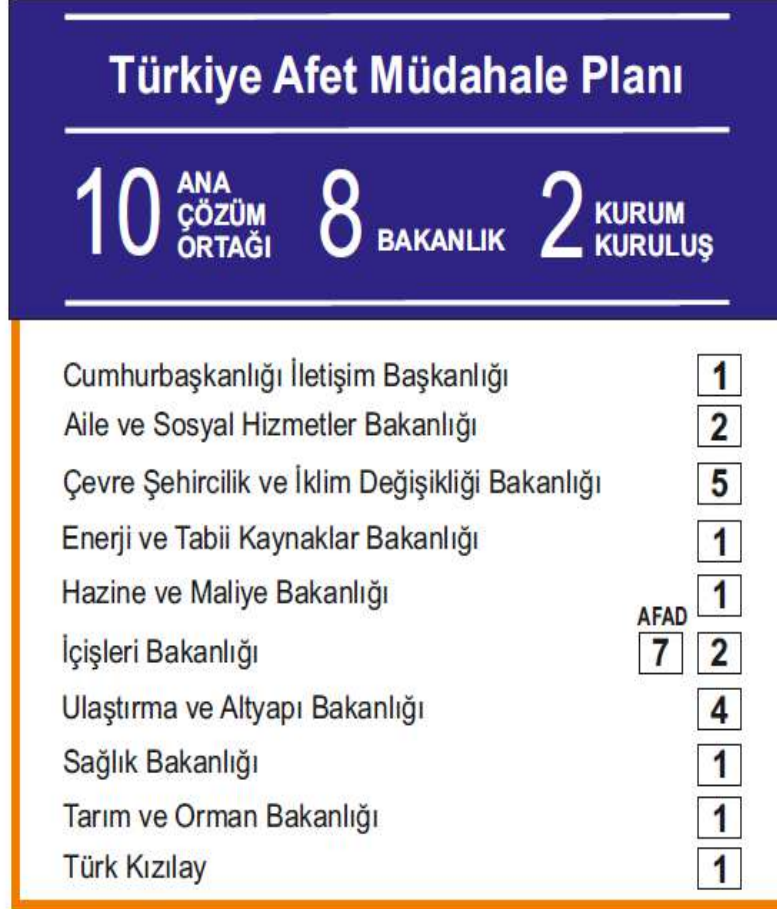 Türkiye Afet Müdahale Planı
10 ANA ÇÖZÜM ORTAĞI 8 BAKANLIK 2 KURUM KURULUŞ
Cumhurbaşkanlığı İletişim Başkanlığı 1
Aile ve Sosyal Hizmetler Bakanlığı 2
Çevre Şehircilik ve İklim Değişikliği Bakanlığı 5
Enerji ve Tabii Kaynaklar Bakanlığı 1
Hazine ve Maliye Bakanlığı 1
AFAD
İçişleri Bakanlığı 7 2
Ulaştırma ve Altyapı Bakanlığı 4
Sağlık Bakanlığı 1
Tarım ve Orman Bakanlığı 1
Türk Kızılay 1